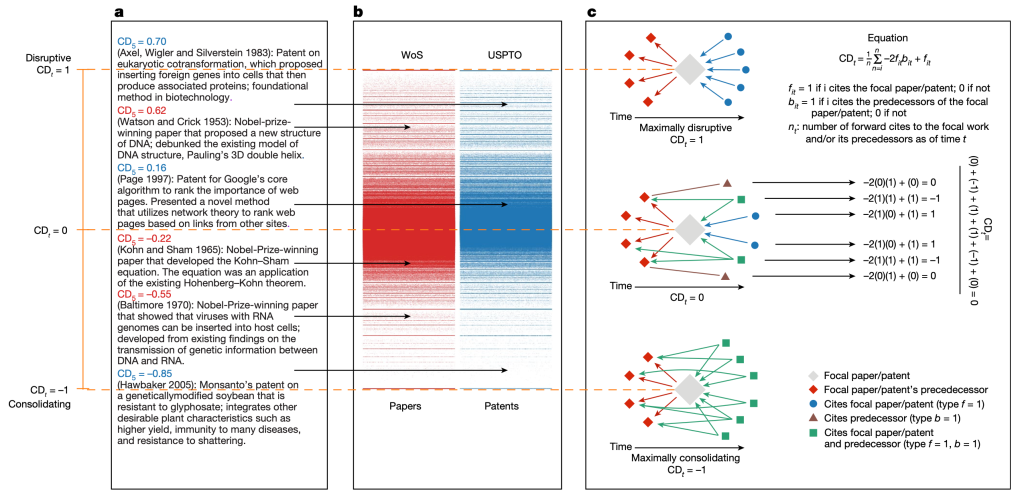 a
b
c
Disruptive
CD_t = 1
CD_t = 0
CD_t = –1
Consolidating
CD_5 = 0.70
(Axel, Wigler and Silverstein 1983): Patent on
eukaryotic cotransformation, which proposed
inserting foreign genes into cells that then
produce associated proteins; foundational
method in biotechnology.
CD_5 = 0.62
(Watson and Crick 1953): Nobel-prize-
winning paper that proposed a new structure
of DNA; debunked the existing model of
DNA structure, Pauling's 3D double helix.
CD_5 = 0.16
(Page 1997): Patent for Google's core
algorithm to rank the importance of web
pages. Presented a novel method
that utilizes network theory to rank web
pages based on links from other sites.
CD_5 = –0.22
(Kohn and Sham 1965): Nobel-Prize-winning
paper that developed the Kohn–Sham
equation. The equation was an application
of the existing Hohenberg–Kohn theorem.
CD_5 = –0.55
(Baltimore 1970): Nobel-Prize-winning paper
that showed that viruses with RNA
genomes can be inserted into host cells;
developed from existing findings on the
transmission of genetic information between
DNA and RNA.
CD_5 = –0.85
(Hawbaker 2005): Monsanto's patent on
a geneticallymodified soybean that is
resistant to glyphosate; integrates other
desirable plant characteristics such as
higher yield, immunity to many diseases,
and resistance to shattering.
WoS
USPTO
Papers
Patents
Time
Maximally disruptive
CD_t = 1
Equation
CD_t = 1/n n∑n=i –2f_it b_it + f_it
f_it = 1 if i cites the focal paper/patent; 0 if not
b_it = 1 if i cites the predecessors of the focal
paper/patent; 0 if not
n_t: number of forward cites to the focal work
and/or its predecessors as of time t
–2(0)(1) + (0) = 0
–2(1)(1) + (1) = –1
–2(1)(0) + (1) = 1
–2(1)(0) + (1) = 1
–2(1)(1) + (1) = –1
–2(0)(1) + (0) = 0
CD_t =
(0) + (-1) + (1) + (1) + (–1) + (0) = 0
Time
CD_t = 0
Time
Maximally consolidating
CD_t = –1
Focal paper/patent
Focal paper/patent's precedecessor
Cites focal paper/patent (type f = 1)
Cites predecessor (type b = 1)
Cites focal paper/patent
and predecessor (type f = 1, b = 1)